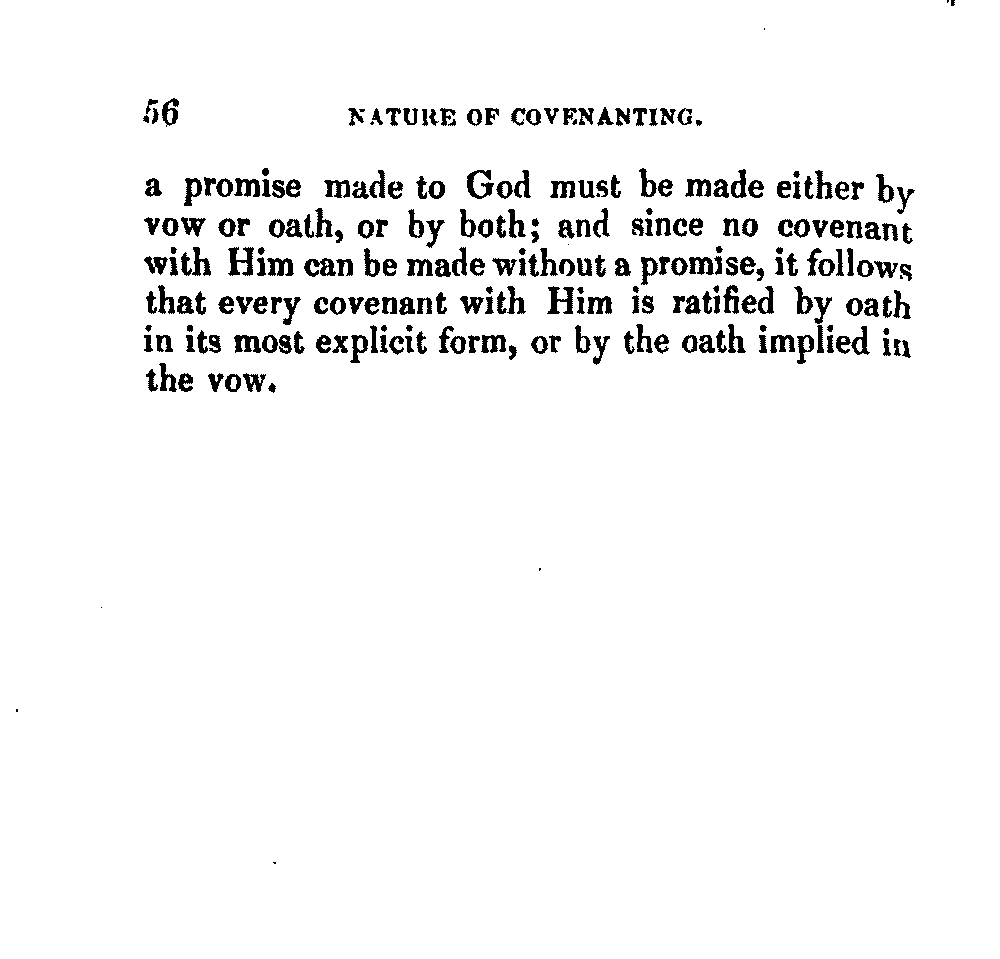 56 NATURE OF COVENANTING.
a promise made to God must be made either by
vow or oath, or by both; and since no covenant
with Him can be made without a promise, it follows
that every covenant with Him is ratified by oath
in its most explicit form, or by the oath implied in
the vow.